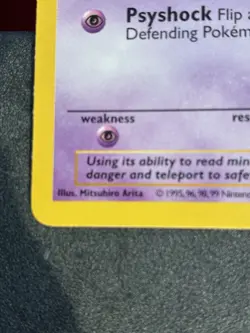 Psyshock Flip
Defending Pokém
weakness
res
Using its ability to read min
danger and teleport to safe
Illus. Mitsuhiro Arita © 1995, 96, 98, 99 Ninten